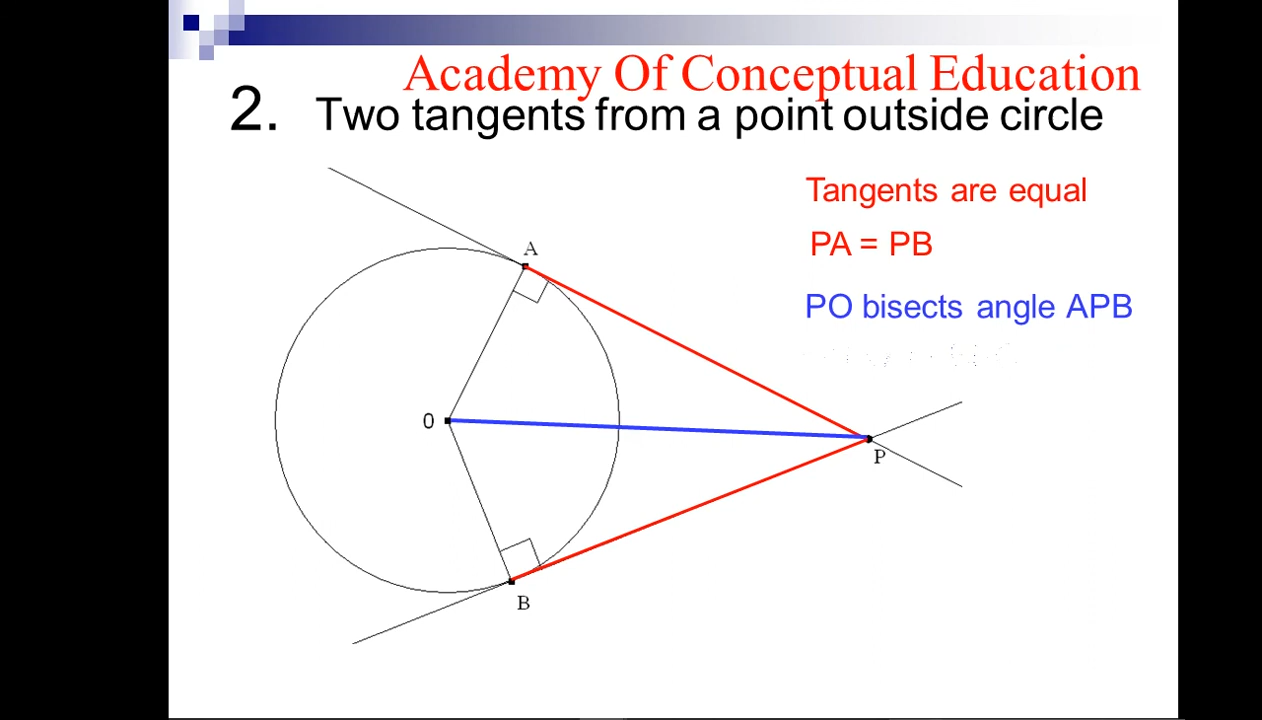 Academy Of Conceptual Education
2. Two tangents from a point outside circle
Tangents are equal
PA = PB
PO bisects angle APB
A
0
P
B